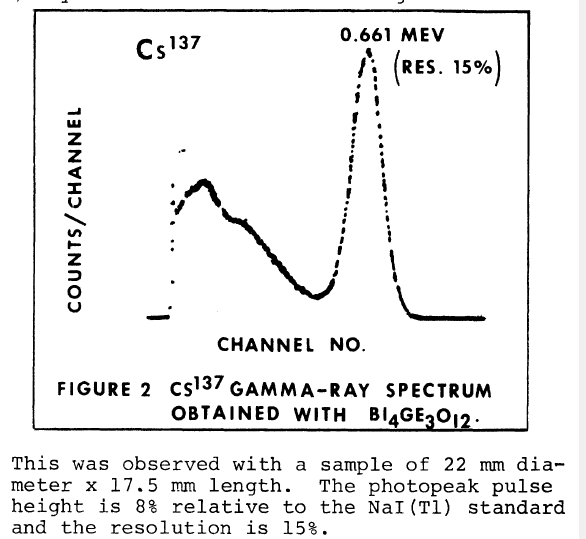 Cs137
0.661 MEV
(RES. 15%)
COUNTS/CHANNEL
CHANNEL NO.
FIGURE 2 CS137 GAMMA-RAY SPECTRUM
OBTAINED WITH BI4GE3O12.
This was observed with a sample of 22 mm dia-
meter x 17.5 mm length. The photopeak pulse
height is 8% relative to the NaI(Tl) standard
and the resolution is 15%.